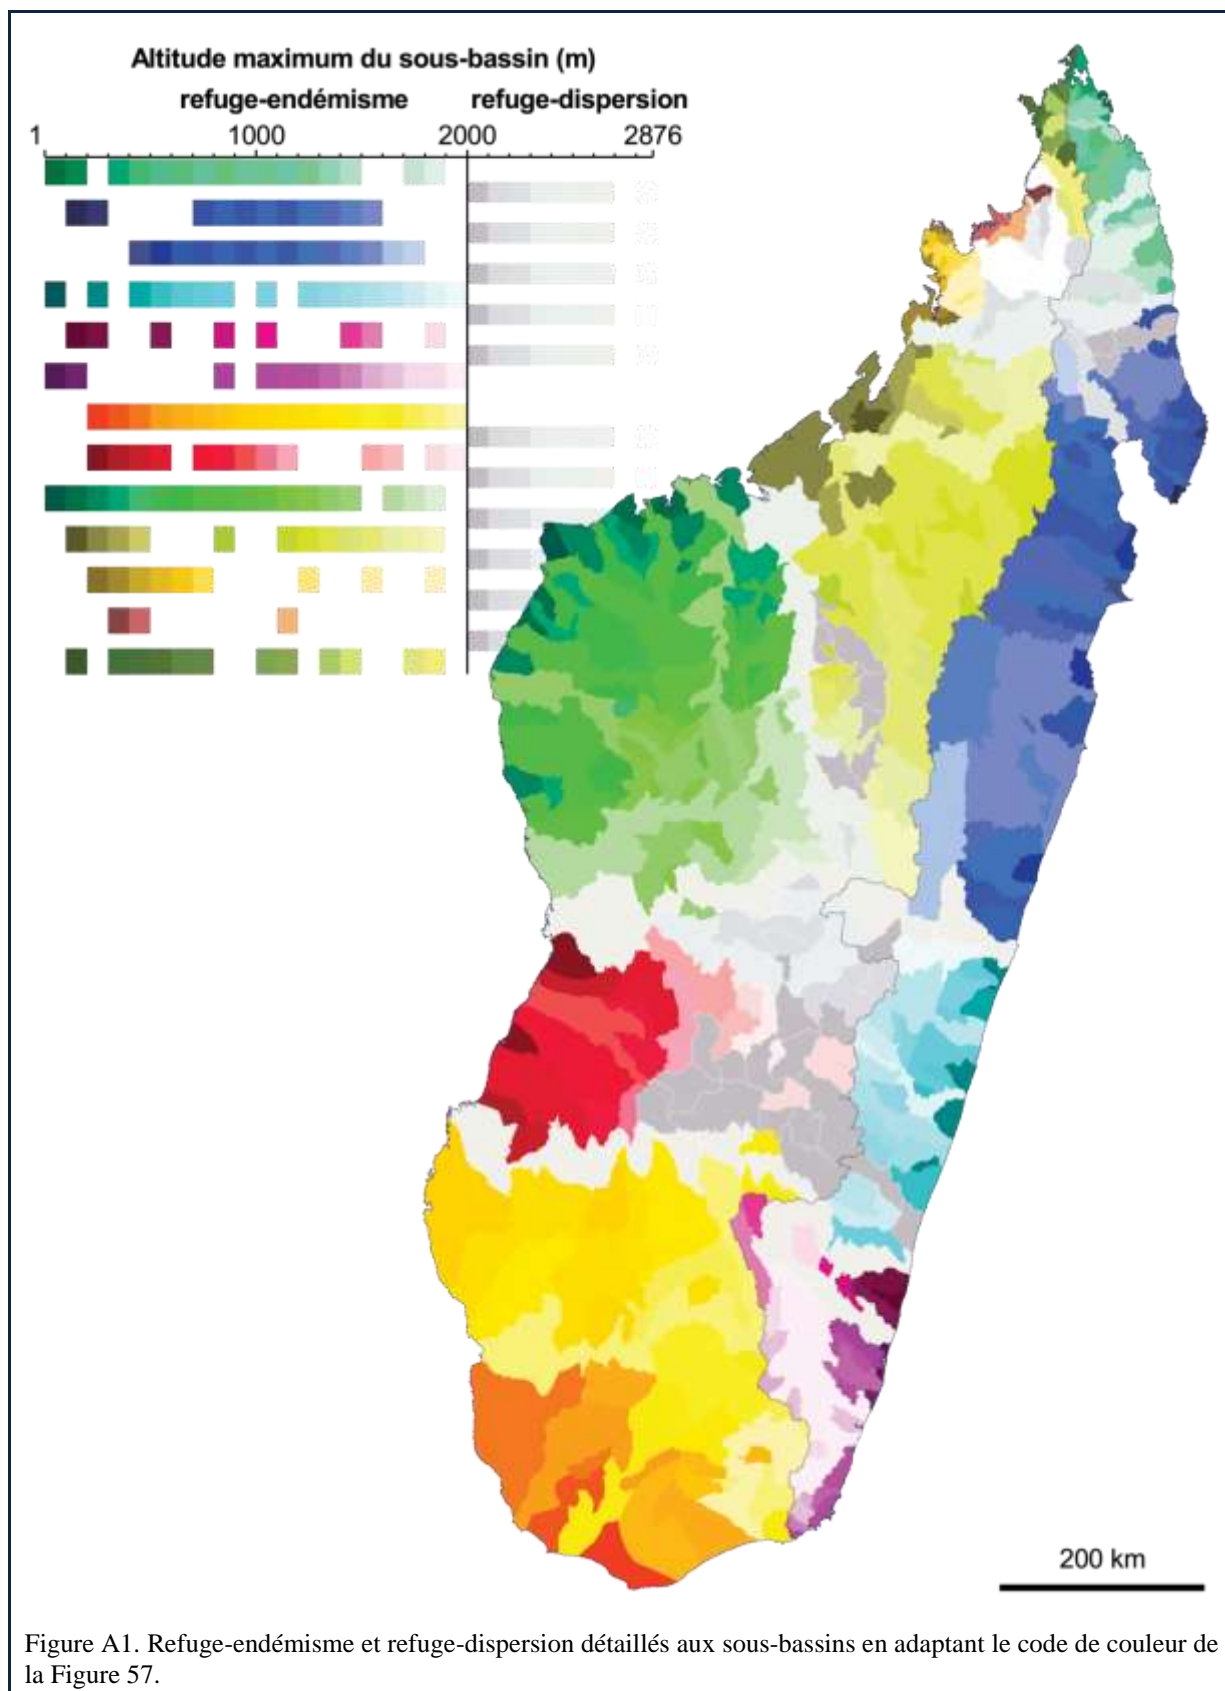 Altitude maximum du sous-bassin (m)
refuge-endémisme refuge-dispersion
1 1000 2000 2876
200 km
Figure A1. Refuge-endémisme et refuge-dispersion détaillés aux sous-bassins en adaptant le code de couleur de
la Figure 57.